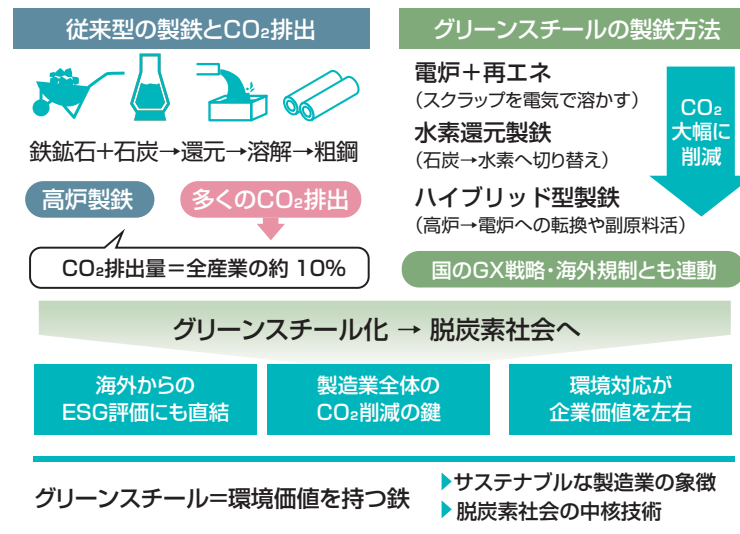 従来型の製鉄とCO₂排出
鉄鉱石＋石炭→還元→溶解→粗鋼
高炉製鉄
多くのCO₂排出
CO₂排出量＝全産業の約 10%
グリーンスチールの製鉄方法
電炉＋再エネ
（スクラップを電気で溶かす）
水素還元製鉄
（石炭→水素へ切り替え）
ハイブリッド型製鉄
（高炉→電炉への転換や副原料活）
CO₂
大幅に
削減
国のGX戦略・海外規制とも連動
グリーンスチール化 → 脱炭素社会へ
海外からの
ESG評価にも直結
製造業全体の
CO₂削減の鍵
環境対応が
企業価値を左右
グリーンスチール＝環境価値を持つ鉄
サステナブルな製造業の象徴
脱炭素社会の中核技術